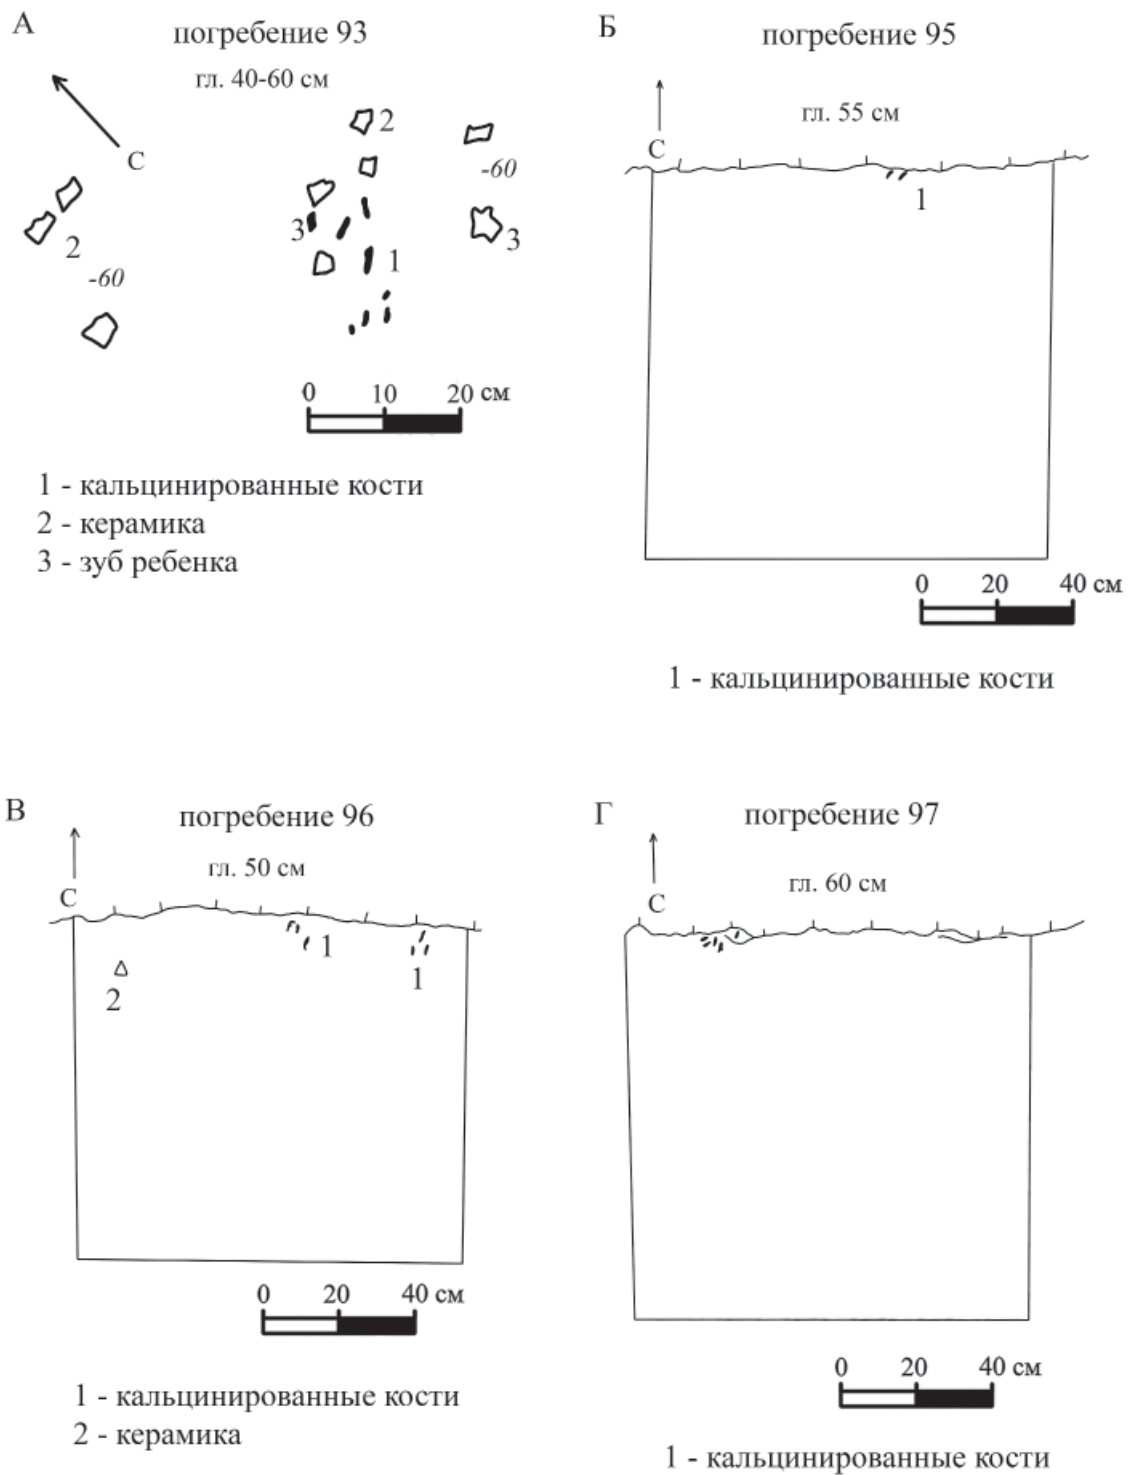 А
погребение 93
гл. 40-60 см
С
2
-60
2
3
3
1
-60
0 10 20 см
1 - кальцинированные кости
2 - керамика
3 - зуб ребенка
Б
погребение 95
гл. 55 см
С
1
0 20 40 см
1 - кальцинированные кости
В
погребение 96
гл. 50 см
С
1
1
2
0 20 40 см
1 - кальцинированные кости
2 - керамика
Г
погребение 97
гл. 60 см
С
0 20 40 см
1 - кальцинированные кости